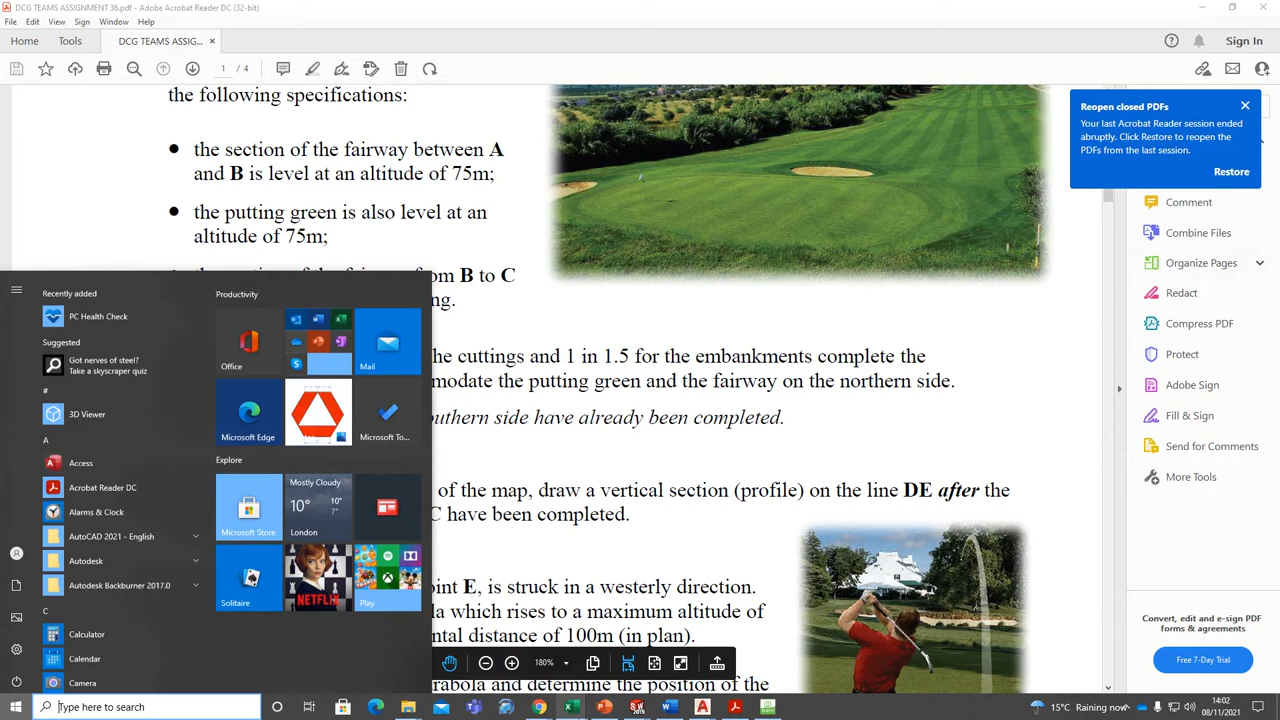 DCG TEAMS ASSIGNMENT 36.pdf - Adobe Acrobat Reader DC (32-bit)
File Edit View Sign Window Help
Home Tools DCG TEAMS ASSIG... × Sign In
1 / 4
the following specifications:
• the section of the fairway between A
and B is level at an altitude of 75m;
• the putting green is also level at an
altitude of 75m;
om B to C
ng.
he cuttings and 1 in 1.5 for the embankments complete the
modate the putting green and the fairway on the northern side.
outhern side have already been completed.
of the map, draw a vertical section (profile) on the line DE after the
C have been completed.
oint E, is struck in a westerly direction.
la which rises to a maximum altitude of
ntal distance of 100m (in plan).
rabola and determine the position of the
Reopen closed PDFs
Your last Acrobat Reader session ended
abruptly. Click Restore to reopen the
PDFs from the last session.
Restore
Comment
Combine Files
Organize Pages
Redact
Compress PDF
Protect
Adobe Sign
Fill & Sign
Send for Comments
More Tools
Convert, edit and e-sign PDF
forms & agreements
Free 7-Day Trial
Recently added
PC Health Check
Suggested
Got nerves of steel?
Take a skyscraper quiz
#
3D Viewer
A
Access
Acrobat Reader DC
Alarms & Clock
AutoCAD 2021 - English
Autodesk
Autodesk Backburner 2017.0
C
Calculator
Calendar
Camera
Productivity
Office
Mail
Microsoft Edge
Microsoft To...
Explore
Microsoft Store
Mostly Cloudy
10° 10°
7°
London
Solitaire
NETFLIX
Play
180%
Type here to search
15°C Raining now
14:02
08/11/2021